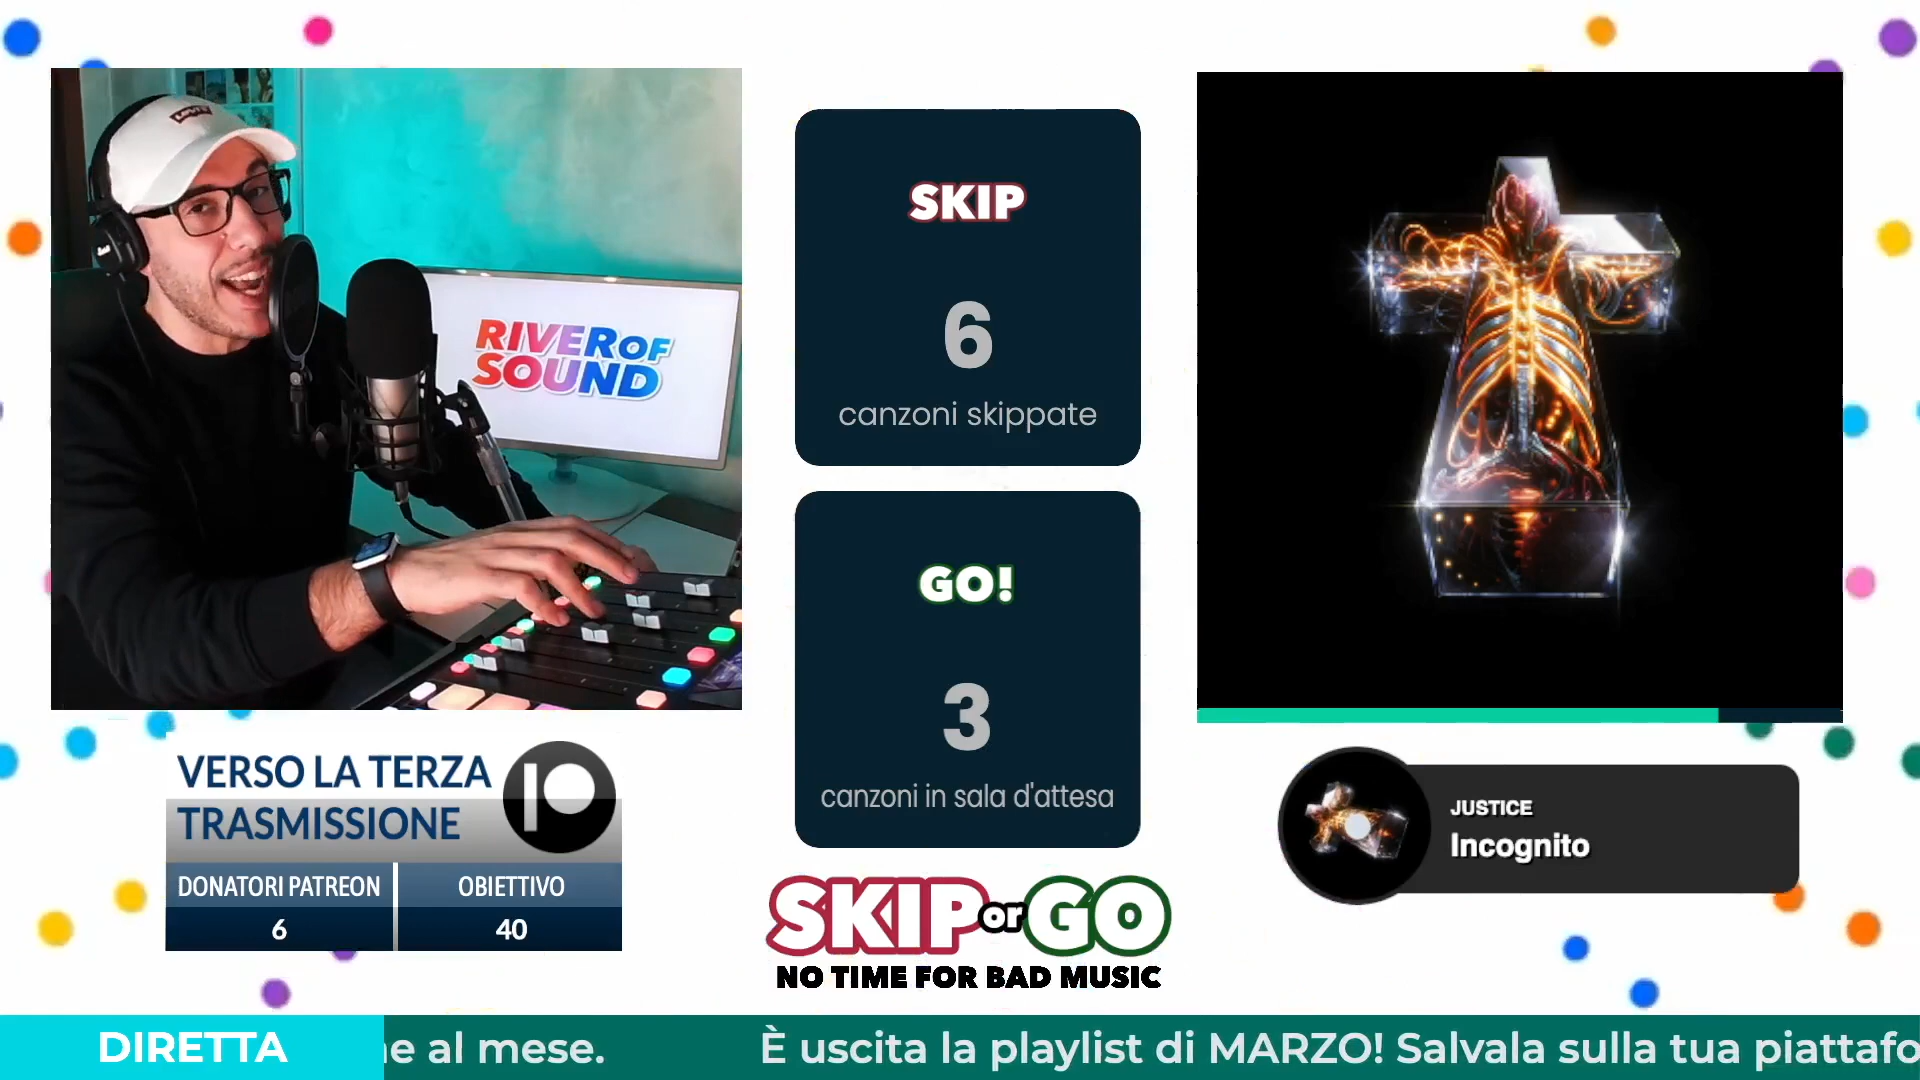 LEVI'S
RIVER OF
SOUND
VERSO LA TERZA
TRASMISSIONE
DONATORI PATREON
6
OBIETTIVO
40
SKIP
6
canzoni skippate
GO!
3
canzoni in sala d'attesa
SKIP or GO
NO TIME FOR BAD MUSIC
JUSTICE
Incognito
DIRETTA
ne al mese.
È uscita la playlist di MARZO! Salvala sulla tua piattafo